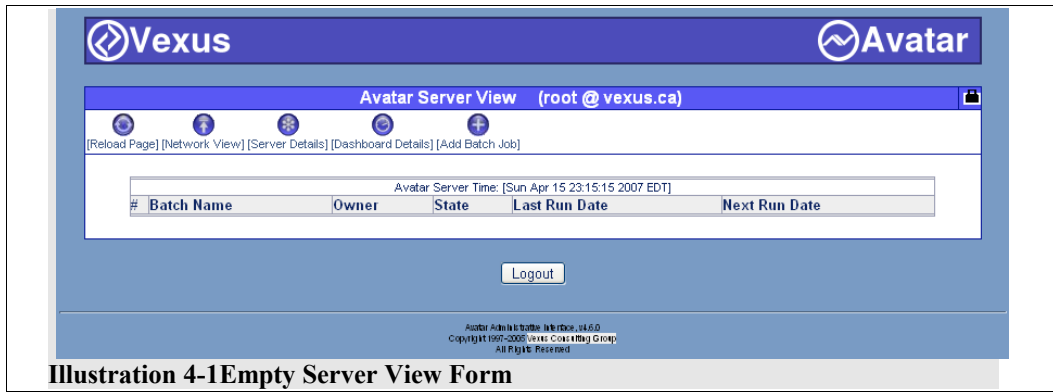 Vexus Avatar
Avatar Server View (root @ vexus.ca)
[Reload Page] [Network View] [Server Details] [Dashboard Details] [Add Batch Job]
Avatar Server Time: [Sun Apr 15 23:15:15 2007 EDT]
# Batch Name Owner State Last Run Date Next Run Date
Logout
Avatar Administrative Interface, v4.6.0
Copyright 1997-2005 Vexus Consulting Group
All Rights Reserved
Illustration 4-1Empty Server View Form